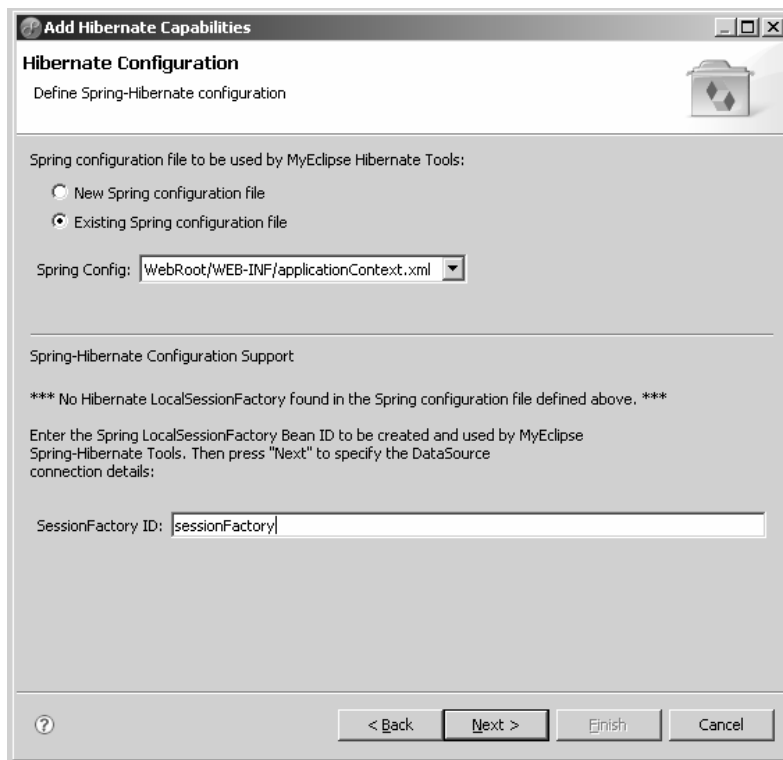 Add Hibernate Capabilities
Hibernate Configuration
Define Spring-Hibernate configuration
Spring configuration file to be used by MyEclipse Hibernate Tools:
New Spring configuration file
Existing Spring configuration file
Spring Config: WebRoot/WEB-INF/applicationContext.xml
Spring-Hibernate Configuration Support
*** No Hibernate LocalSessionFactory found in the Spring configuration file defined above. ***
Enter the Spring LocalSessionFactory Bean ID to be created and used by MyEclipse
Spring-Hibernate Tools. Then press "Next" to specify the DataSource
connection details:
SessionFactory ID: sessionFactory
? < Back Next > Finish Cancel